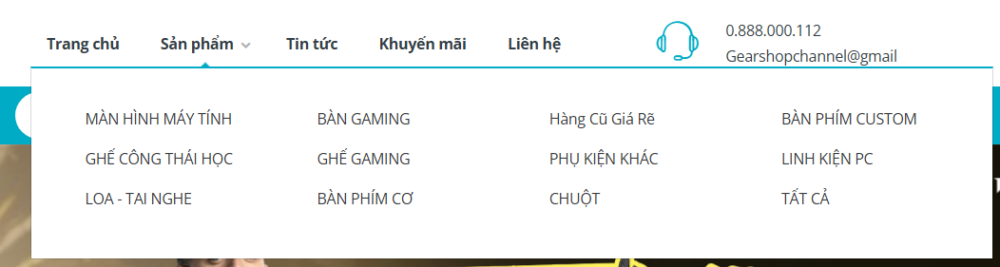 Trang chủ Sản phẩm Tin tức Khuyến mãi Liên hệ
0.888.000.112
Gearshopchannel@gmail
MÀN HÌNH MÁY TÍNH BÀN GAMING Hàng Cũ Giá Rẽ BÀN PHÍM CUSTOM
GHẾ CÔNG THÁI HỌC GHẾ GAMING PHỤ KIỆN KHÁC LINH KIỆN PC
LOA - TAI NGHE BÀN PHÍM CƠ CHUỘT TẤT CẢ